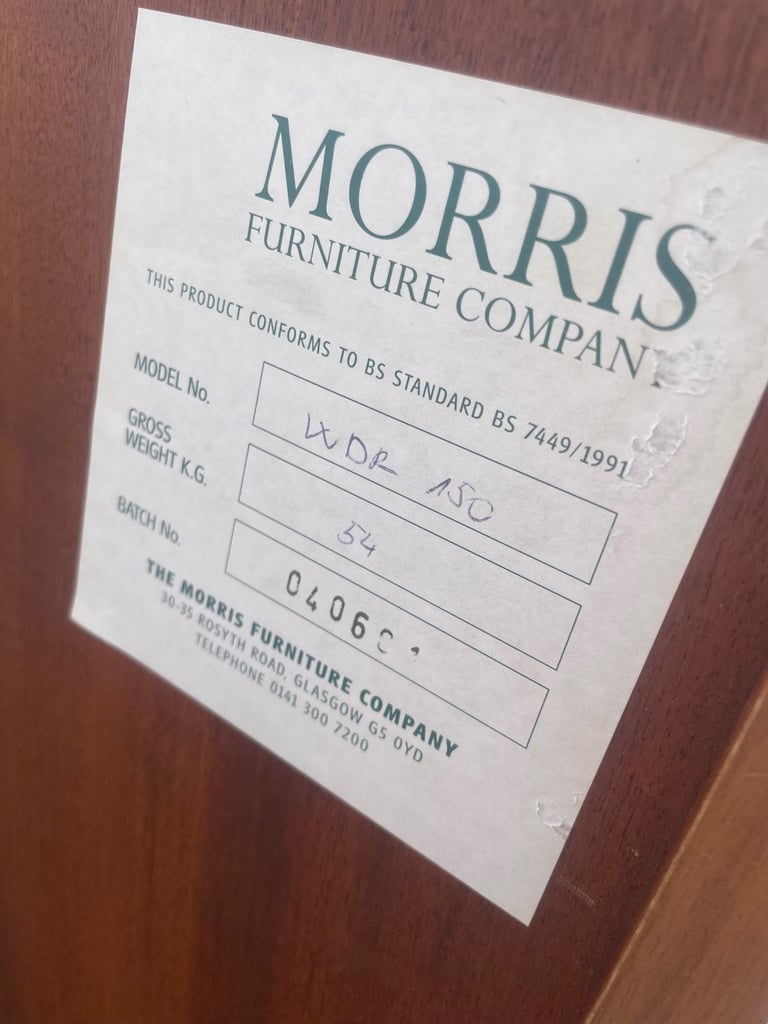 MORRIS
FURNITURE COMPANY
THIS PRODUCT CONFORMS TO BS STANDARD BS 7449/1991
MODEL No. WDR 150
GROSS
WEIGHT K.G. 54
BATCH No.
THE MORRIS FURNITURE COMPANY
30-35 ROSYTH ROAD, GLASGOW G5 0YD
TELEPHONE 0141 300 7200